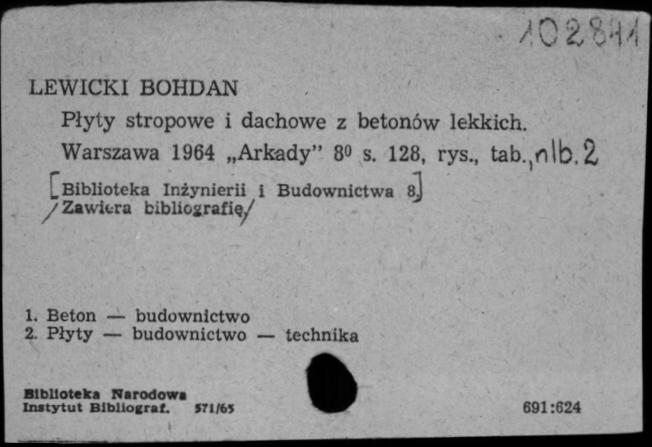 102841
LEWICKI BOHDAN
Płyty stropowe i dachowe z betonów lekkich.
Warszawa 1964 „Arkady” 8⁰ s. 128, rys., tab., nlb. 2
[Biblioteka Inżynierii i Budownictwa 8]
/Zawiera bibliografię/
1. Beton — budownictwo
2. Płyty — budownictwo — technika
Biblioteka Narodowa
Instytut Bibliograf. 571/65
691:624